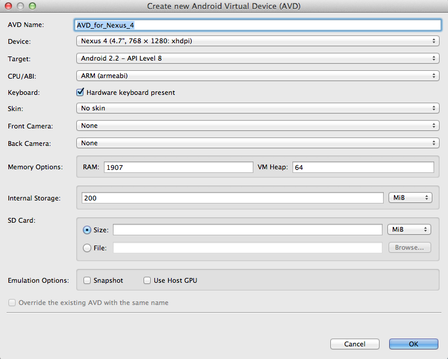 Create new Android Virtual Device (AVD)
AVD Name: AVD_for_Nexus_4
Device: Nexus 4 (4.7", 768 × 1280: xhdpi)
Target: Android 2.2 - API Level 8
CPU/ABI: ARM (armeabi)
Keyboard: Hardware keyboard present
Skin: No skin
Front Camera: None
Back Camera: None
Memory Options: RAM: 1907 VM Heap: 64
Internal Storage: 200 MiB
SD Card:
Size: MiB
File: Browse...
Emulation Options: Snapshot Use Host GPU
Override the existing AVD with the same name
Cancel OK